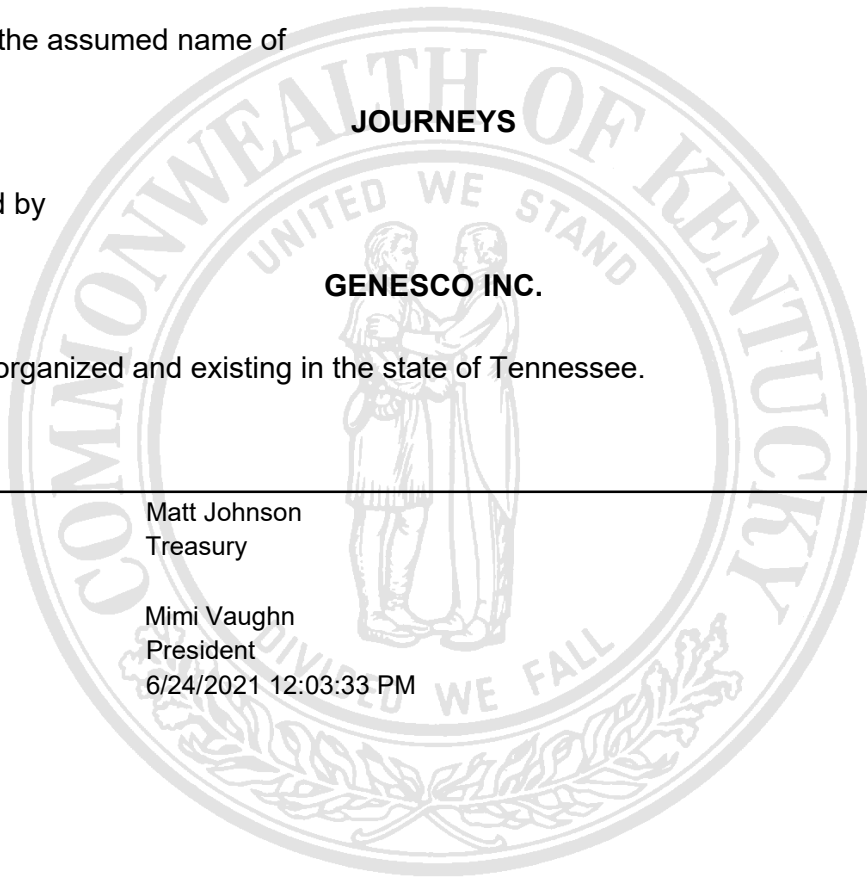 the assumed name of
JOURNEYS
d by
GENESCO INC.
organized and existing in the state of Tennessee.
Matt Johnson
Treasury
Mimi Vaughn
President
6/24/2021 12:03:33 PM
COMMONWEALTH OF KENTUCKY
UNITED WE STAND
DIVIDED WE FALL